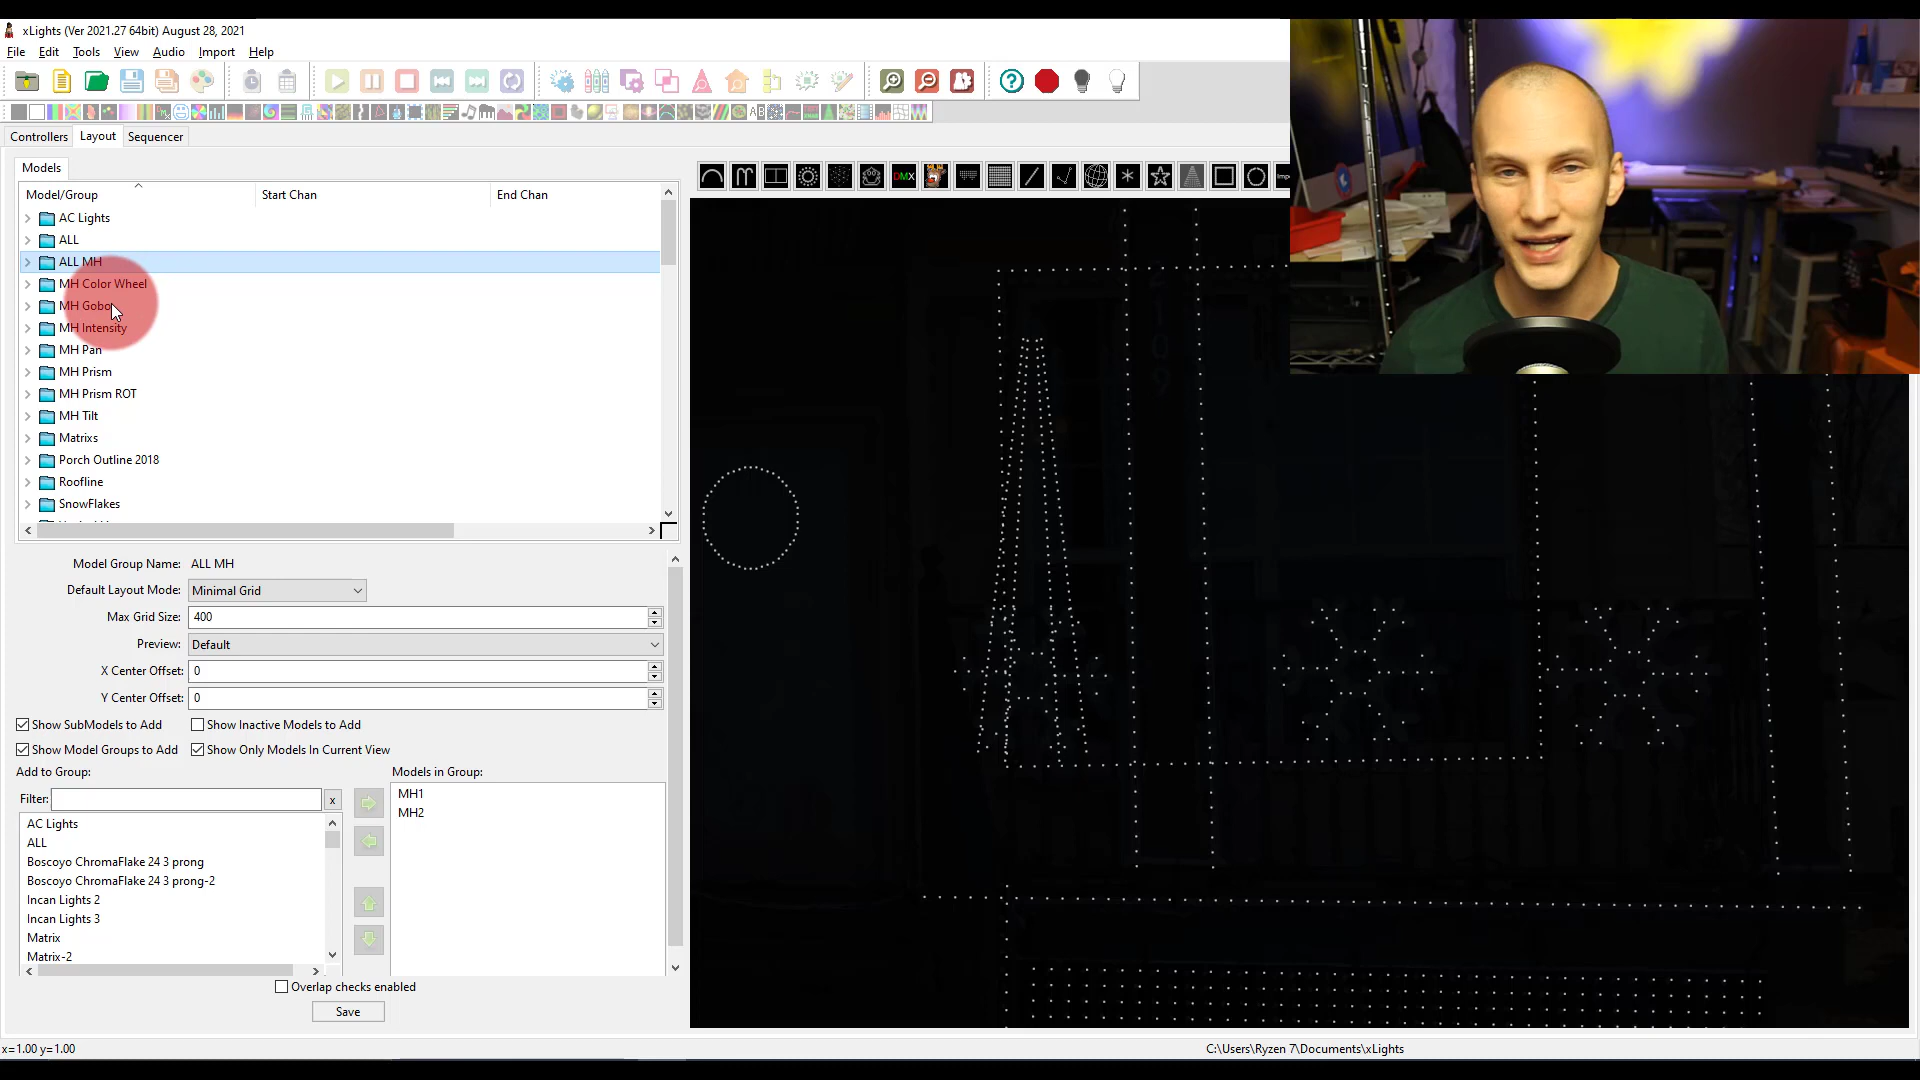 xLights (Ver 2021.27 64bit) August 28, 2021
File Edit Tools View Audio Import Help
Controllers Layout Sequencer
Models
DMX
Model/Group Start Chan End Chan
AC Lights
ALL
ALL MH
MH Color Wheel
MH Gobo
MH Intensity
MH Pan
MH Prism
MH Prism ROT
MH Tilt
Matrixs
Porch Outline 2018
Roofline
SnowFlakes
Model Group Name: ALL MH
Default Layout Mode: Minimal Grid
Max Grid Size: 400
Preview: Default
X Center Offset: 0
Y Center Offset: 0
Show SubModels to Add Show Inactive Models to Add
Show Model Groups to Add Show Only Models In Current View
Add to Group: Models in Group:
Filter: x
AC Lights
ALL
Boscoyo ChromaFlake 24 3 prong
Boscoyo ChromaFlake 24 3 prong-2
Incan Lights 2
Incan Lights 3
Matrix
Matrix-2
MH1
MH2
Overlap checks enabled
Save
x=1.00 y=1.00 C:\Users\Ryzen 7\Documents\xLights